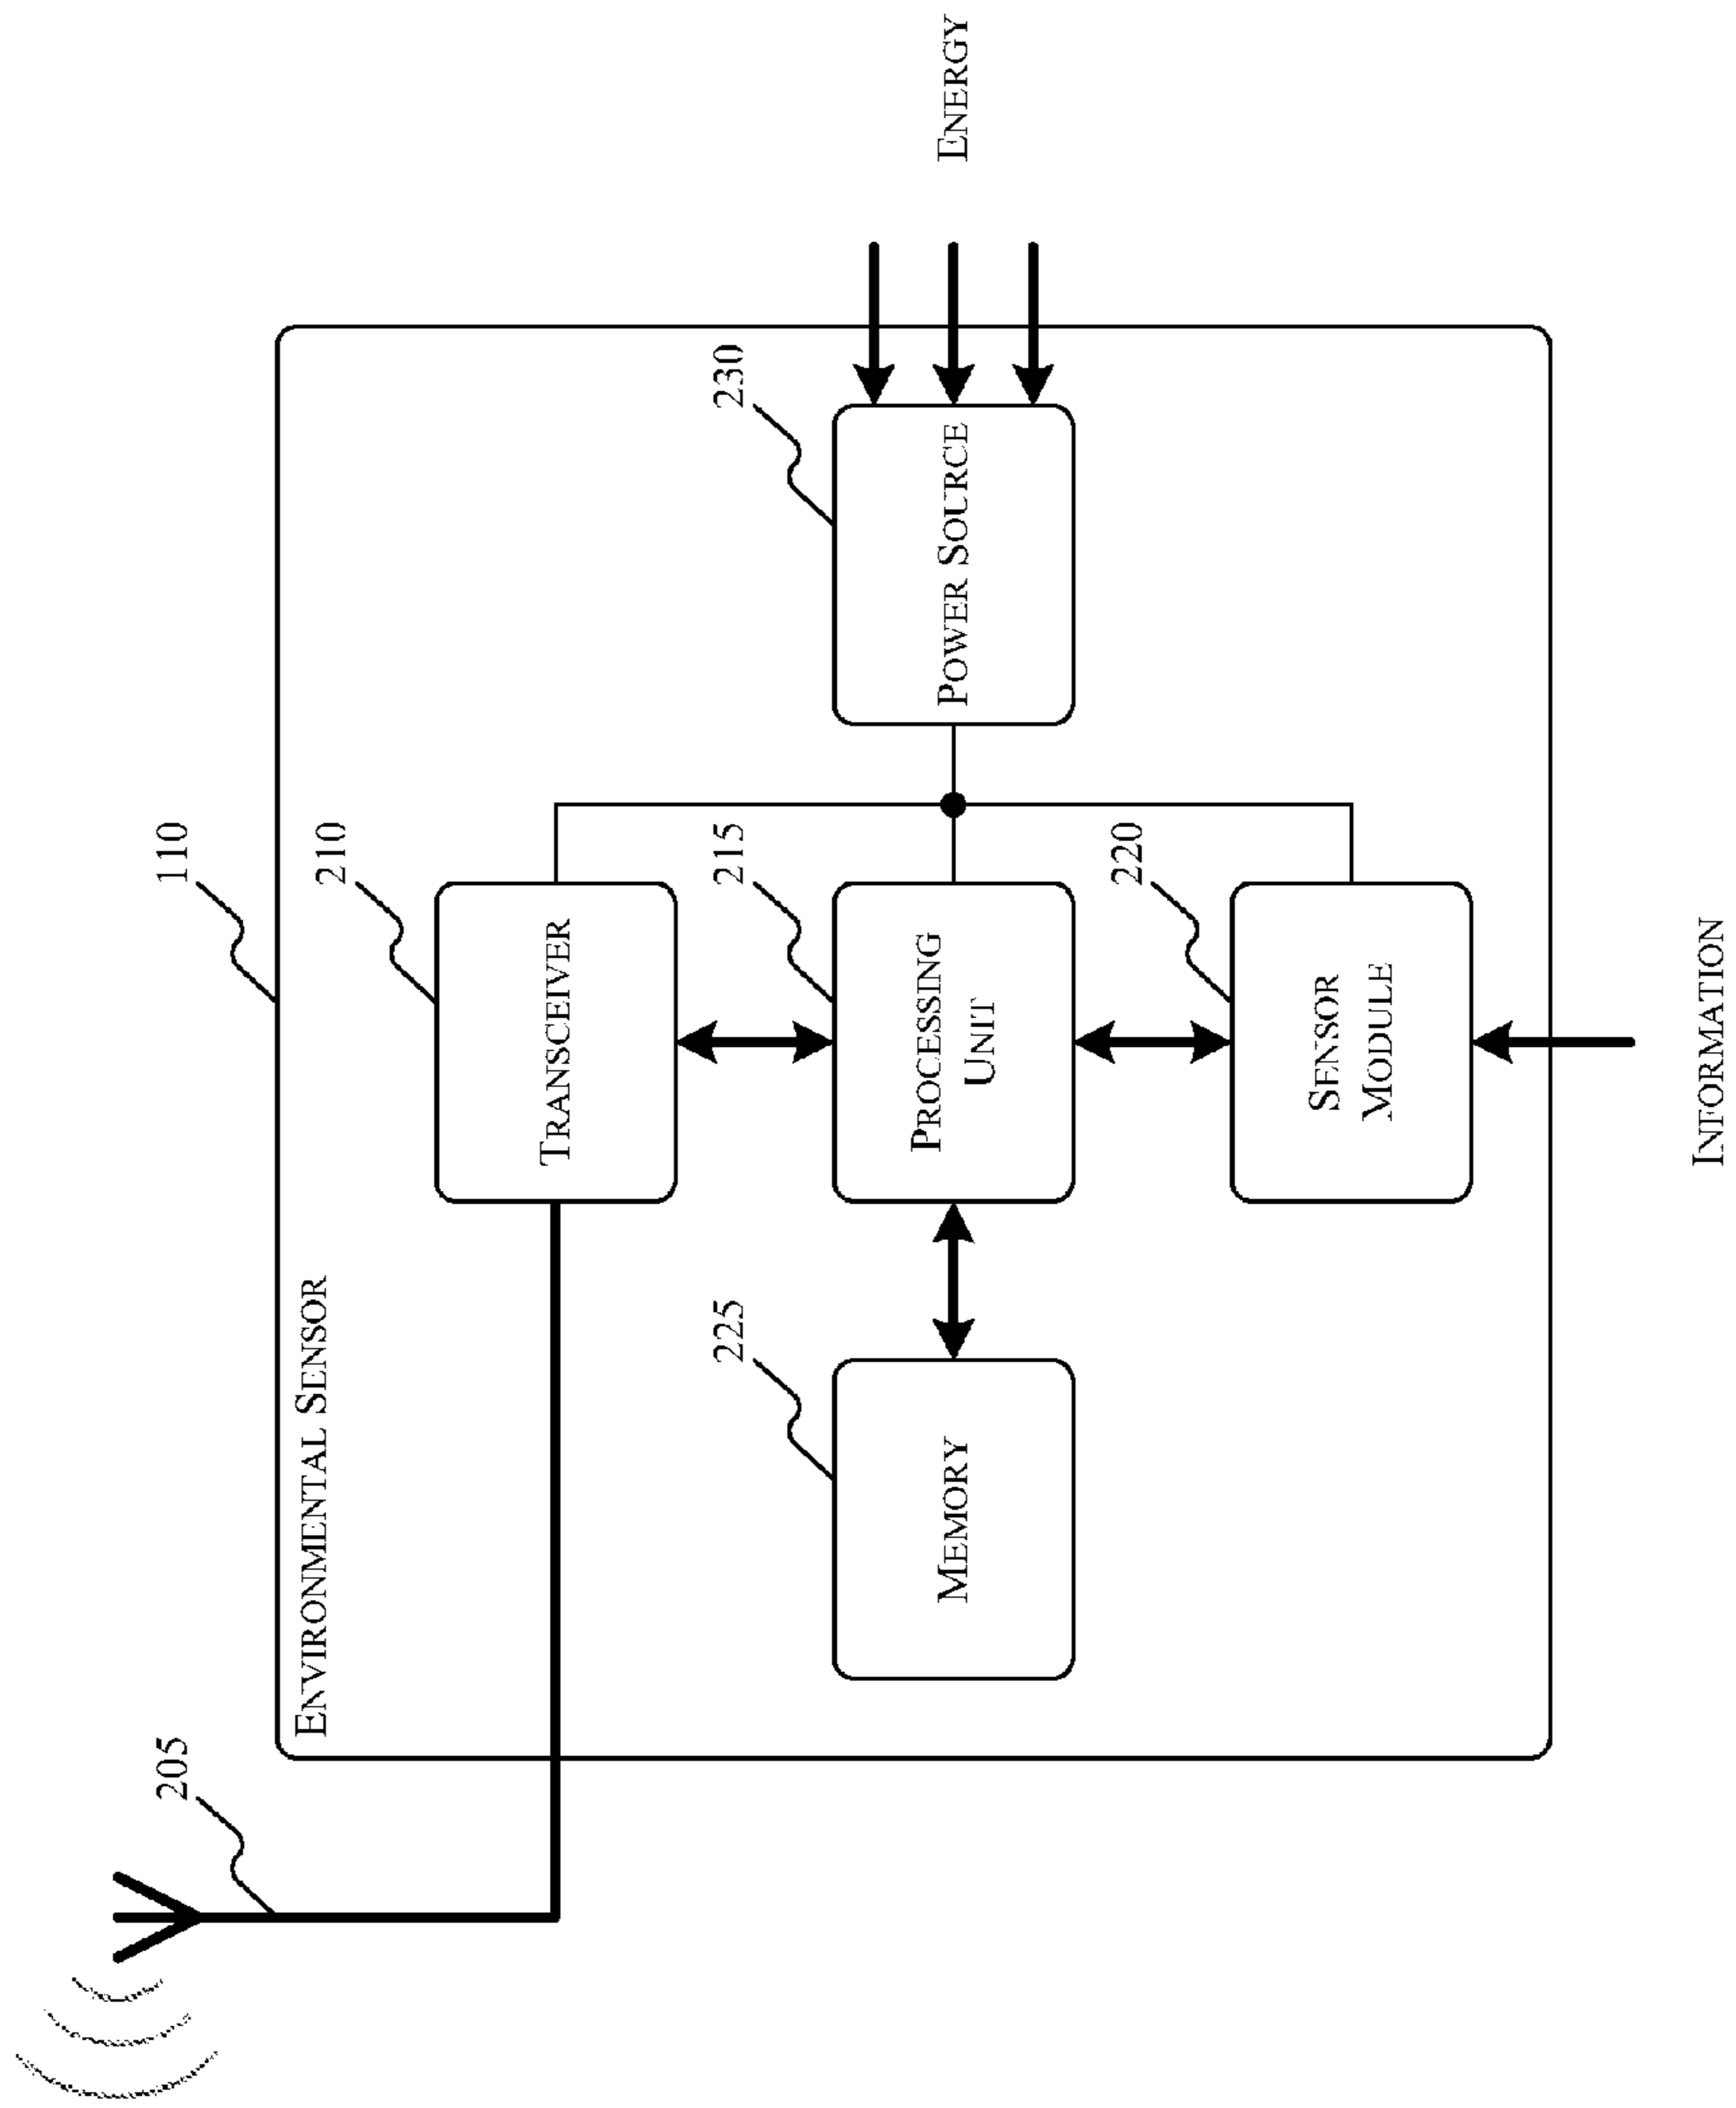 205
110
ENVIRONMENTAL SENSOR
210
TRANSCEIVER
225
215
230
MEMORY
PROCESSING
UNIT
POWER SOURCE
ENERGY
220
SENSOR
MODULE
INFORMATION